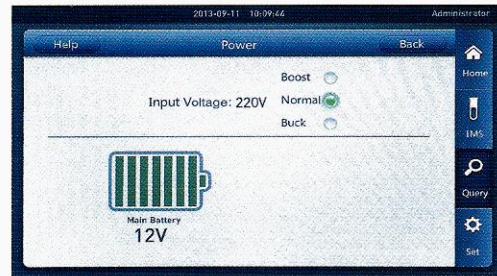 2013-09-11 10:09:44 Administrator
Help Power Back
Home
Boost
Input Voltage: 220V Normal
Buck
IMS
Query
Main Battery
12V
Set